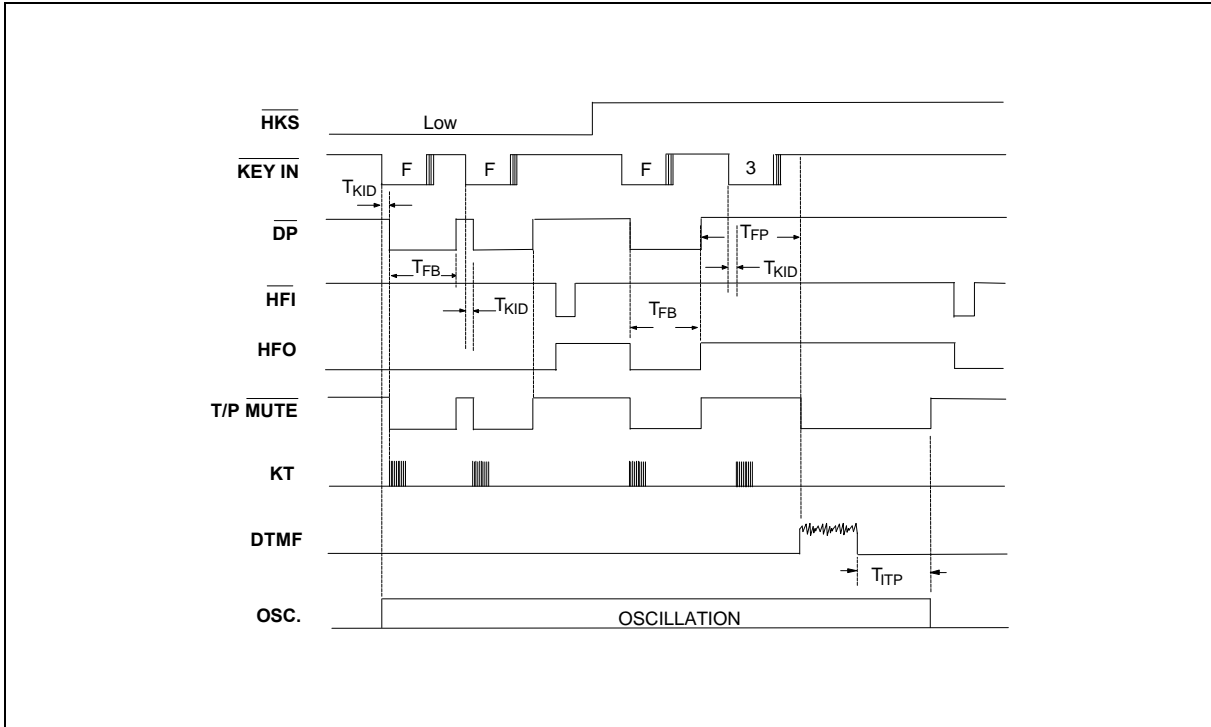 HKS Low
KEY IN F F F 3
TKID
DP
TFB TFP
TKID
HFI
TKID TFB
HFO
T/P MUTE
KT
DTMF
TITP
OSC. OSCILLATION